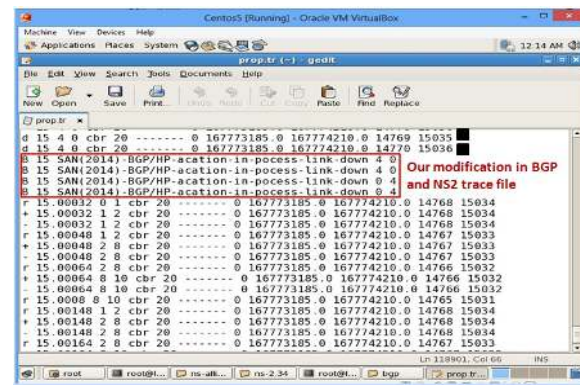 Centos5 [Running] - Oracle VM VirtualBox
Machine View Devices Help
Applications Places System 12:14 AM
prop.tr (~) - gedit
File Edit View Search Tools Documents Help
New Open Save Print... Undo Redo Cut Copy Paste Find Replace
prop.tr
d 15 4 0 cbr 20 ------- 0 167773185.0 167774210.0 14769 15035
d 15 4 0 cbr 20 ------- 0 167773185.0 167774210.0 14770 15036
B 15 SAN(2014)-BGP/HP-acation-in-pocess-link-down 4 0
B 15 SAN(2014)-BGP/HP-acation-in-pocess-link-down 4 0
B 15 SAN(2014)-BGP/HP-acation-in-pocess-link-down 0 4
B 15 SAN(2014)-BGP/HP-acation-in-pocess-link-down 0 4
Our modification in BGP
and NS2 trace file
r 15.00032 0 1 cbr 20 ------- 0 167773185.0 167774210.0 14768 15034
+ 15.00032 1 2 cbr 20 ------- 0 167773185.0 167774210.0 14768 15034
- 15.00032 1 2 cbr 20 ------- 0 167773185.0 167774210.0 14768 15034
r 15.00048 1 2 cbr 20 ------- 0 167773185.0 167774210.0 14767 15033
+ 15.00048 2 8 cbr 20 ------- 0 167773185.0 167774210.0 14767 15033
- 15.00048 2 8 cbr 20 ------- 0 167773185.0 167774210.0 14767 15033
r 15.00064 2 8 cbr 20 ------- 0 167773185.0 167774210.0 14766 15032
+ 15.00064 8 10 cbr 20 ------- 0 167773185.0 167774210.0 14766 15032
- 15.00064 8 10 cbr 20 ------- 0 167773185.0 167774210.0 14766 15032
r 15.0008 8 10 cbr 20 ------- 0 167773185.0 167774210.0 14765 15031
r 15.00148 1 2 cbr 20 ------- 0 167773185.0 167774210.0 14768 15034
+ 15.00148 2 8 cbr 20 ------- 0 167773185.0 167774210.0 14768 15034
- 15.00148 2 8 cbr 20 ------- 0 167773185.0 167774210.0 14768 15034
r 15.00164 2 8 cbr 20 ------- 0 167773185.0 167774210.0 14767 15033
Ln 118901, Col 66 INS
root root@l... ns-alli... ns-2.34 root@l... bgp prop.tr...